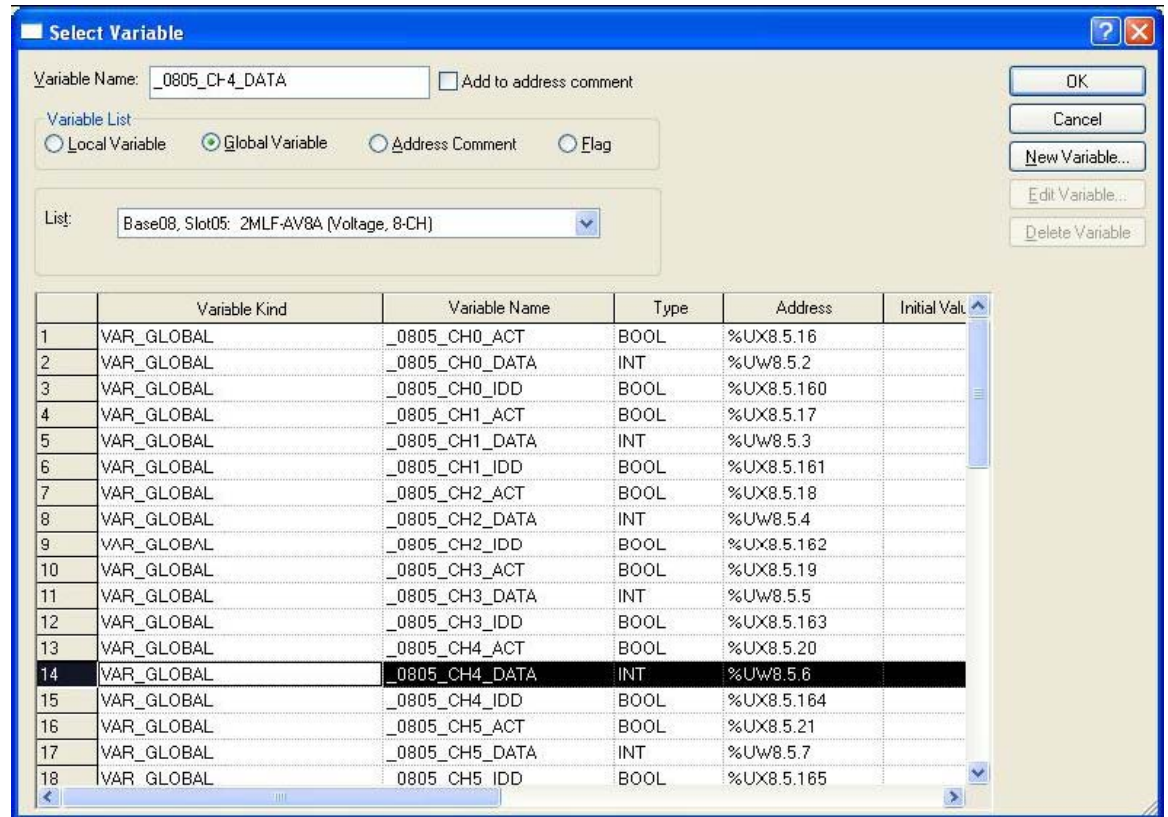 Select Variable
Variable Name: _0805_CH4_DATA Add to address comment OK
Variable List Cancel
Local Variable Global Variable Address Comment Flag New Variable...
Edit Variable...
List: Base08, Slot05: 2MLF-AV8A (Voltage, 8-CH) Delete Variable
Variable Kind Variable Name Type Address Initial Valu
1 VAR_GLOBAL _0805_CH0_ACT BOOL %UX8.5.16
2 VAR_GLOBAL _0805_CH0_DATA INT %UW8.5.2
3 VAR_GLOBAL _0805_CH0_IDD BOOL %UX8.5.160
4 VAR_GLOBAL _0805_CH1_ACT BOOL %UX8.5.17
5 VAR_GLOBAL _0805_CH1_DATA INT %UW8.5.3
6 VAR_GLOBAL _0805_CH1_IDD BOOL %UX8.5.161
7 VAR_GLOBAL _0805_CH2_ACT BOOL %UX8.5.18
8 VAR_GLOBAL _0805_CH2_DATA INT %UW8.5.4
9 VAR_GLOBAL _0805_CH2_IDD BOOL %UX8.5.162
10 VAR_GLOBAL _0805_CH3_ACT BOOL %UX8.5.19
11 VAR_GLOBAL _0805_CH3_DATA INT %UW8.5.5
12 VAR_GLOBAL _0805_CH3_IDD BOOL %UX8.5.163
13 VAR_GLOBAL _0805_CH4_ACT BOOL %UX8.5.20
14 VAR_GLOBAL _0805_CH4_DATA INT %UW8.5.6
15 VAR_GLOBAL _0805_CH4_IDD BOOL %UX8.5.164
16 VAR_GLOBAL _0805_CH5_ACT BOOL %UX8.5.21
17 VAR_GLOBAL _0805_CH5_DATA INT %UW8.5.7
18 VAR_GLOBAL _0805_CH5_IDD BOOL %UX8.5.165